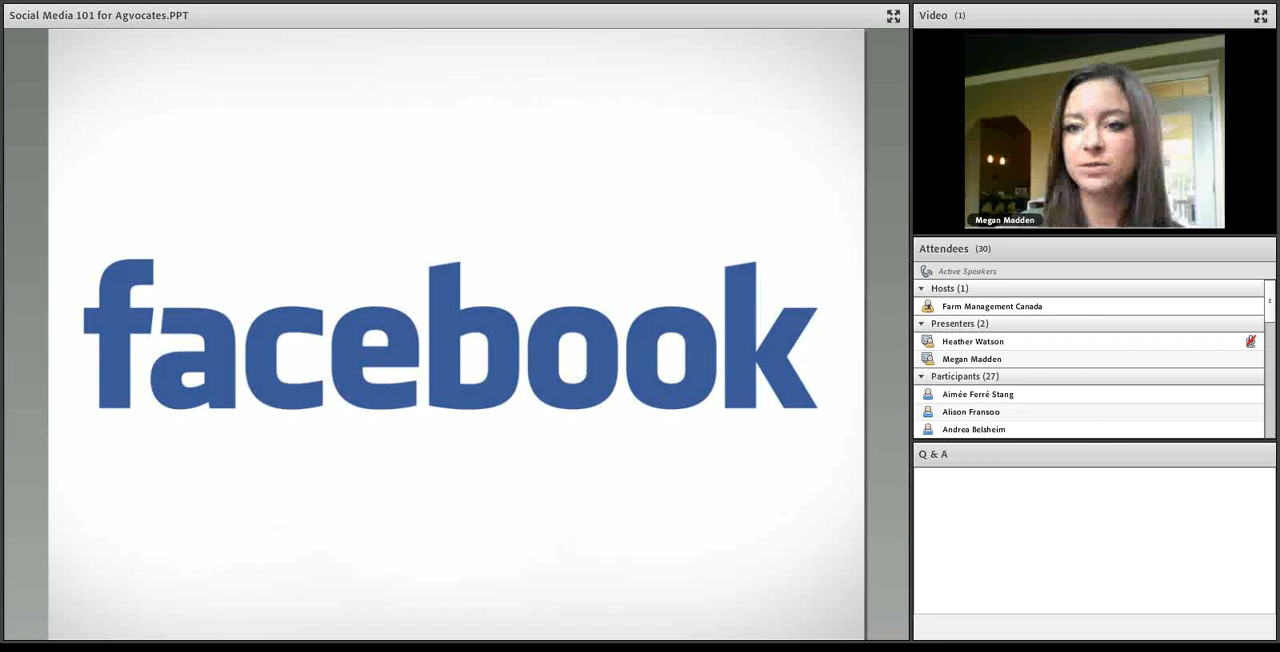 Social Media 101 for Agvocates.PPT
facebook
Video (1)
Megan Madden
Attendees (30)
Active Speakers
Hosts (1)
Farm Management Canada
Presenters (2)
Heather Watson
Megan Madden
Participants (27)
Aimée Ferré Stang
Alison Fransoo
Andrea Belsheim
Q & A